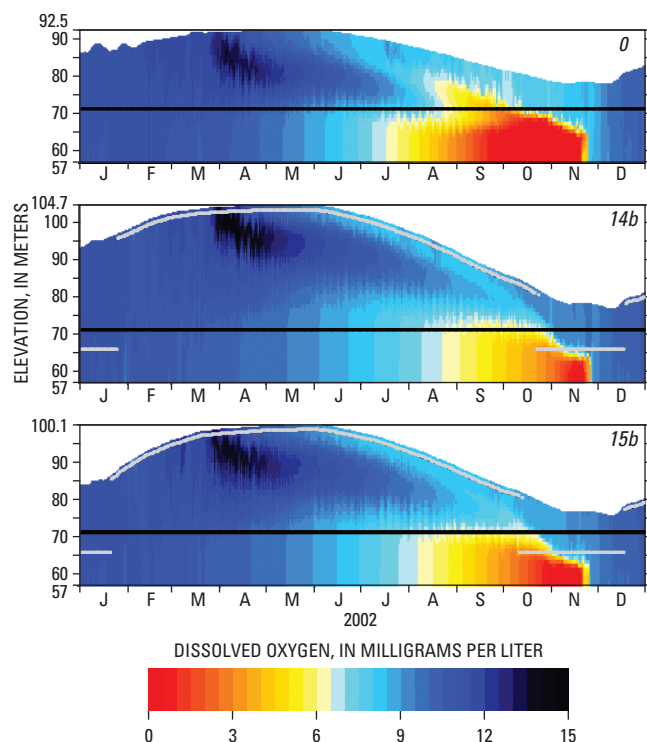 92.5
90
80
70
60
57
0
J F M A M J J A S O N D
104.7
100
90
80
70
60
57
14b
J F M A M J J A S O N D
ELEVATION, IN METERS
100.1
90
80
70
60
57
15b
J F M A M J J A S O N D
2002
DISSOLVED OXYGEN, IN MILLIGRAMS PER LITER
0 3 6 9 12 15